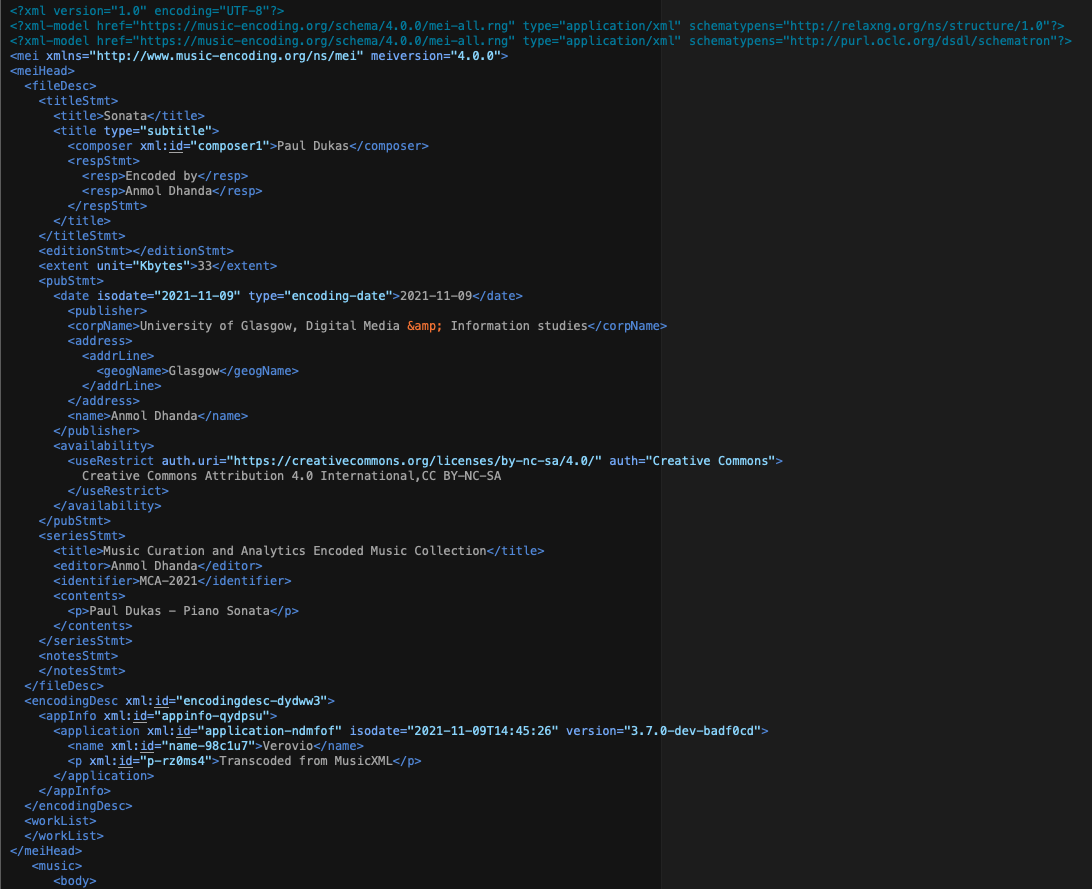 <?xml version="1.0" encoding="UTF-8"?>
<?xml-model href="https://music-encoding.org/schema/4.0.0/mei-all.rng" type="application/xml" schematypens="http://relaxng.org/ns/structure/1.0"?>
<?xml-model href="https://music-encoding.org/schema/4.0.0/mei-all.rng" type="application/xml" schematypens="http://purl.oclc.org/dsdl/schematron"?>
<mei xmlns="http://www.music-encoding.org/ns/mei" meiversion="4.0.0">
<meiHead>
  <fileDesc>
    <titleStmt>
      <title>Sonata</title>
      <title type="subtitle">
        <composer xml:id="composer1">Paul Dukas</composer>
        <respStmt>
          <resp>Encoded by</resp>
          <resp>Anmol Dhanda</resp>
        </respStmt>
      </title>
    </titleStmt>
    <editionStmt></editionStmt>
    <extent unit="Kbytes">33</extent>
    <pubStmt>
      <date isodate="2021-11-09" type="encoding-date">2021-11-09</date>
        <publisher>
        <corpName>University of Glasgow, Digital Media &amp; Information studies</corpName>
        <address>
          <addrLine>
            <geogName>Glasgow</geogName>
          </addrLine>
        </address>
        <name>Anmol Dhanda</name>
      </publisher>
      <availability>
        <useRestrict auth.uri="https://creativecommons.org/licenses/by-nc-sa/4.0/" auth="Creative Commons">
          Creative Commons Attribution 4.0 International,CC BY-NC-SA
        </useRestrict>
      </availability>
    </pubStmt>
    <seriesStmt>
      <title>Music Curation and Analytics Encoded Music Collection</title>
      <editor>Anmol Dhanda</editor>
      <identifier>MCA-2021</identifier>
      <contents>
        <p>Paul Dukas - Piano Sonata</p>
      </contents>
    </seriesStmt>
    <notesStmt>
    </notesStmt>
  </fileDesc>
  <encodingDesc xml:id="encodingdesc-dydww3">
    <appInfo xml:id="appinfo-qydpsu">
      <application xml:id="application-ndmfof" isodate="2021-11-09T14:45:26" version="3.7.0-dev-badf0cd">
        <name xml:id="name-98c1u7">Verovio</name>
        <p xml:id="p-rz0ms4">Transcoded from MusicXML</p>
      </application>
    </appInfo>
  </encodingDesc>
  <workList>
  </workList>
</meiHead>
   <music>
      <body>